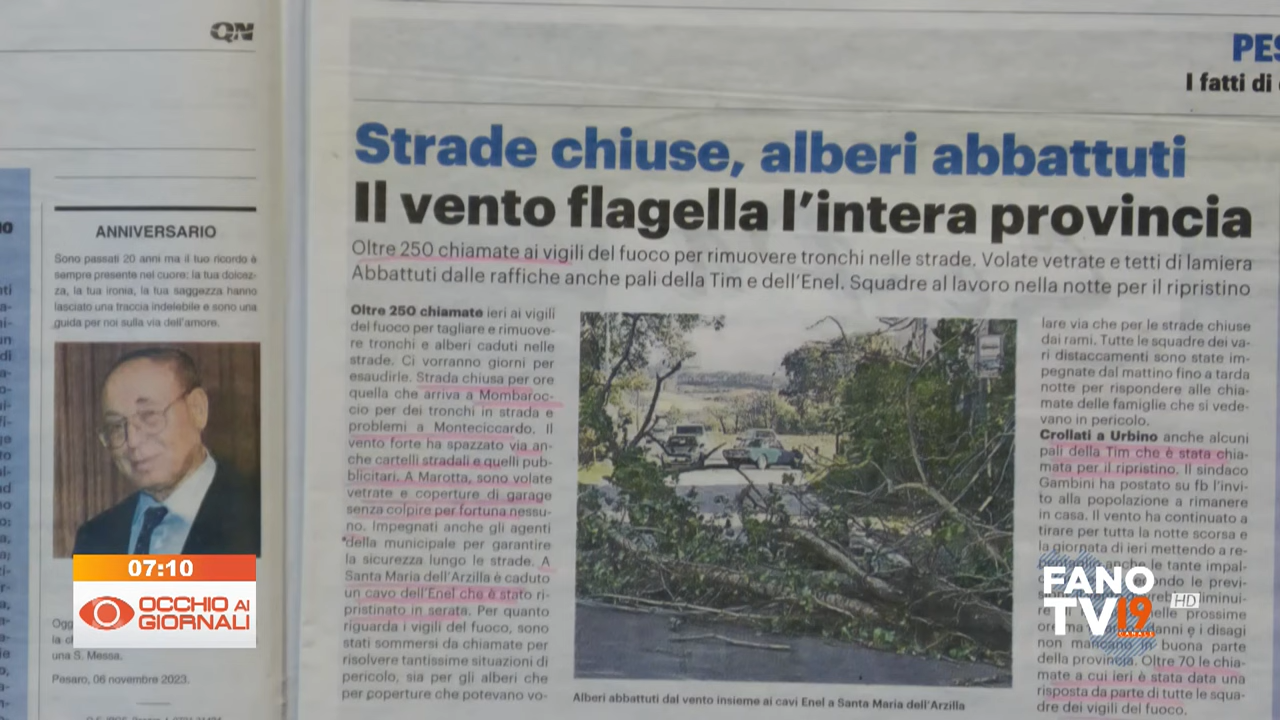 QN
PES
I fatti di
Strade chiuse, alberi abbattuti
Il vento flagella l'intera provincia
Oltre 250 chiamate ai vigili del fuoco per rimuovere tronchi nelle strade. Volate vetrate e tetti di lamiera
Abbattuti dalle raffiche anche pali della Tim e dell'Enel. Squadre al lavoro nella notte per il ripristino
ANNIVERSARIO
Sono passati 20 anni ma il tuo ricordo è
sempre presente nel cuore: la tua dolcez-
za, la tua ironia, la tua saggezza hanno
lasciato una traccia indelebile e sono una
guida per noi sulla via dell'amore.
una S. Messa.
Pesaro, 06 novembre 2023.
Oltre 250 chiamate ieri ai vigili
del fuoco per tagliare e rimuove-
re tronchi e alberi caduti nelle
strade. Ci vorranno giorni per
esaudirle. Strada chiusa per ore
quella che arriva a Mombaroc-
cio per dei tronchi in strada e
problemi a Monteciccardo. Il
vento forte ha spazzato via an-
che cartelli stradali e quelli pub-
blicitari. A Marotta, sono volate
vetrate e coperture di garage
senza colpire per fortuna nessu-
no. Impegnati anche gli agenti
della municipale per garantire
la sicurezza lungo le strade. A
Santa Maria dell'Arzilla è caduto
un cavo dell'Enel che è stato ri-
pristinato in serata. Per quanto
riguarda i vigili del fuoco, sono
stati sommersi da chiamate per
risolvere tantissime situazioni di
pericolo, sia per gli alberi che
per coperture che potevano vo-
Alberi abbattuti dal vento insieme ai cavi Enel a Santa Maria dell'Arzilla
lare via che per le strade chiuse
dai rami. Tutte le squadre dei va-
ri distaccamenti sono state im-
pegnate dal mattino fino a tarda
notte per rispondere alle chia-
mate delle famiglie che si vede-
vano in pericolo.
Crollati a Urbino anche alcuni
pali della Tim che è stata chia-
mata per il ripristino. Il sindaco
Gambini ha postato su fb l'invi-
to alla popolazione a rimanere
in casa. Il vento ha continuato a
tirare per tutta la notte scorsa e
la giornata di ieri mettendo a re-
anche le tante impal-
le previ-
nelle prossime
danni e i disagi
non buona parte
della provincia. Oltre 70 le chia-
mate a cui ieri è stata data una
risposta da parte di tutte le squa-
dre dei vigili del fuoco.
07:10
OCCHIO AI
GIORNALI
FANO
TV19
HD